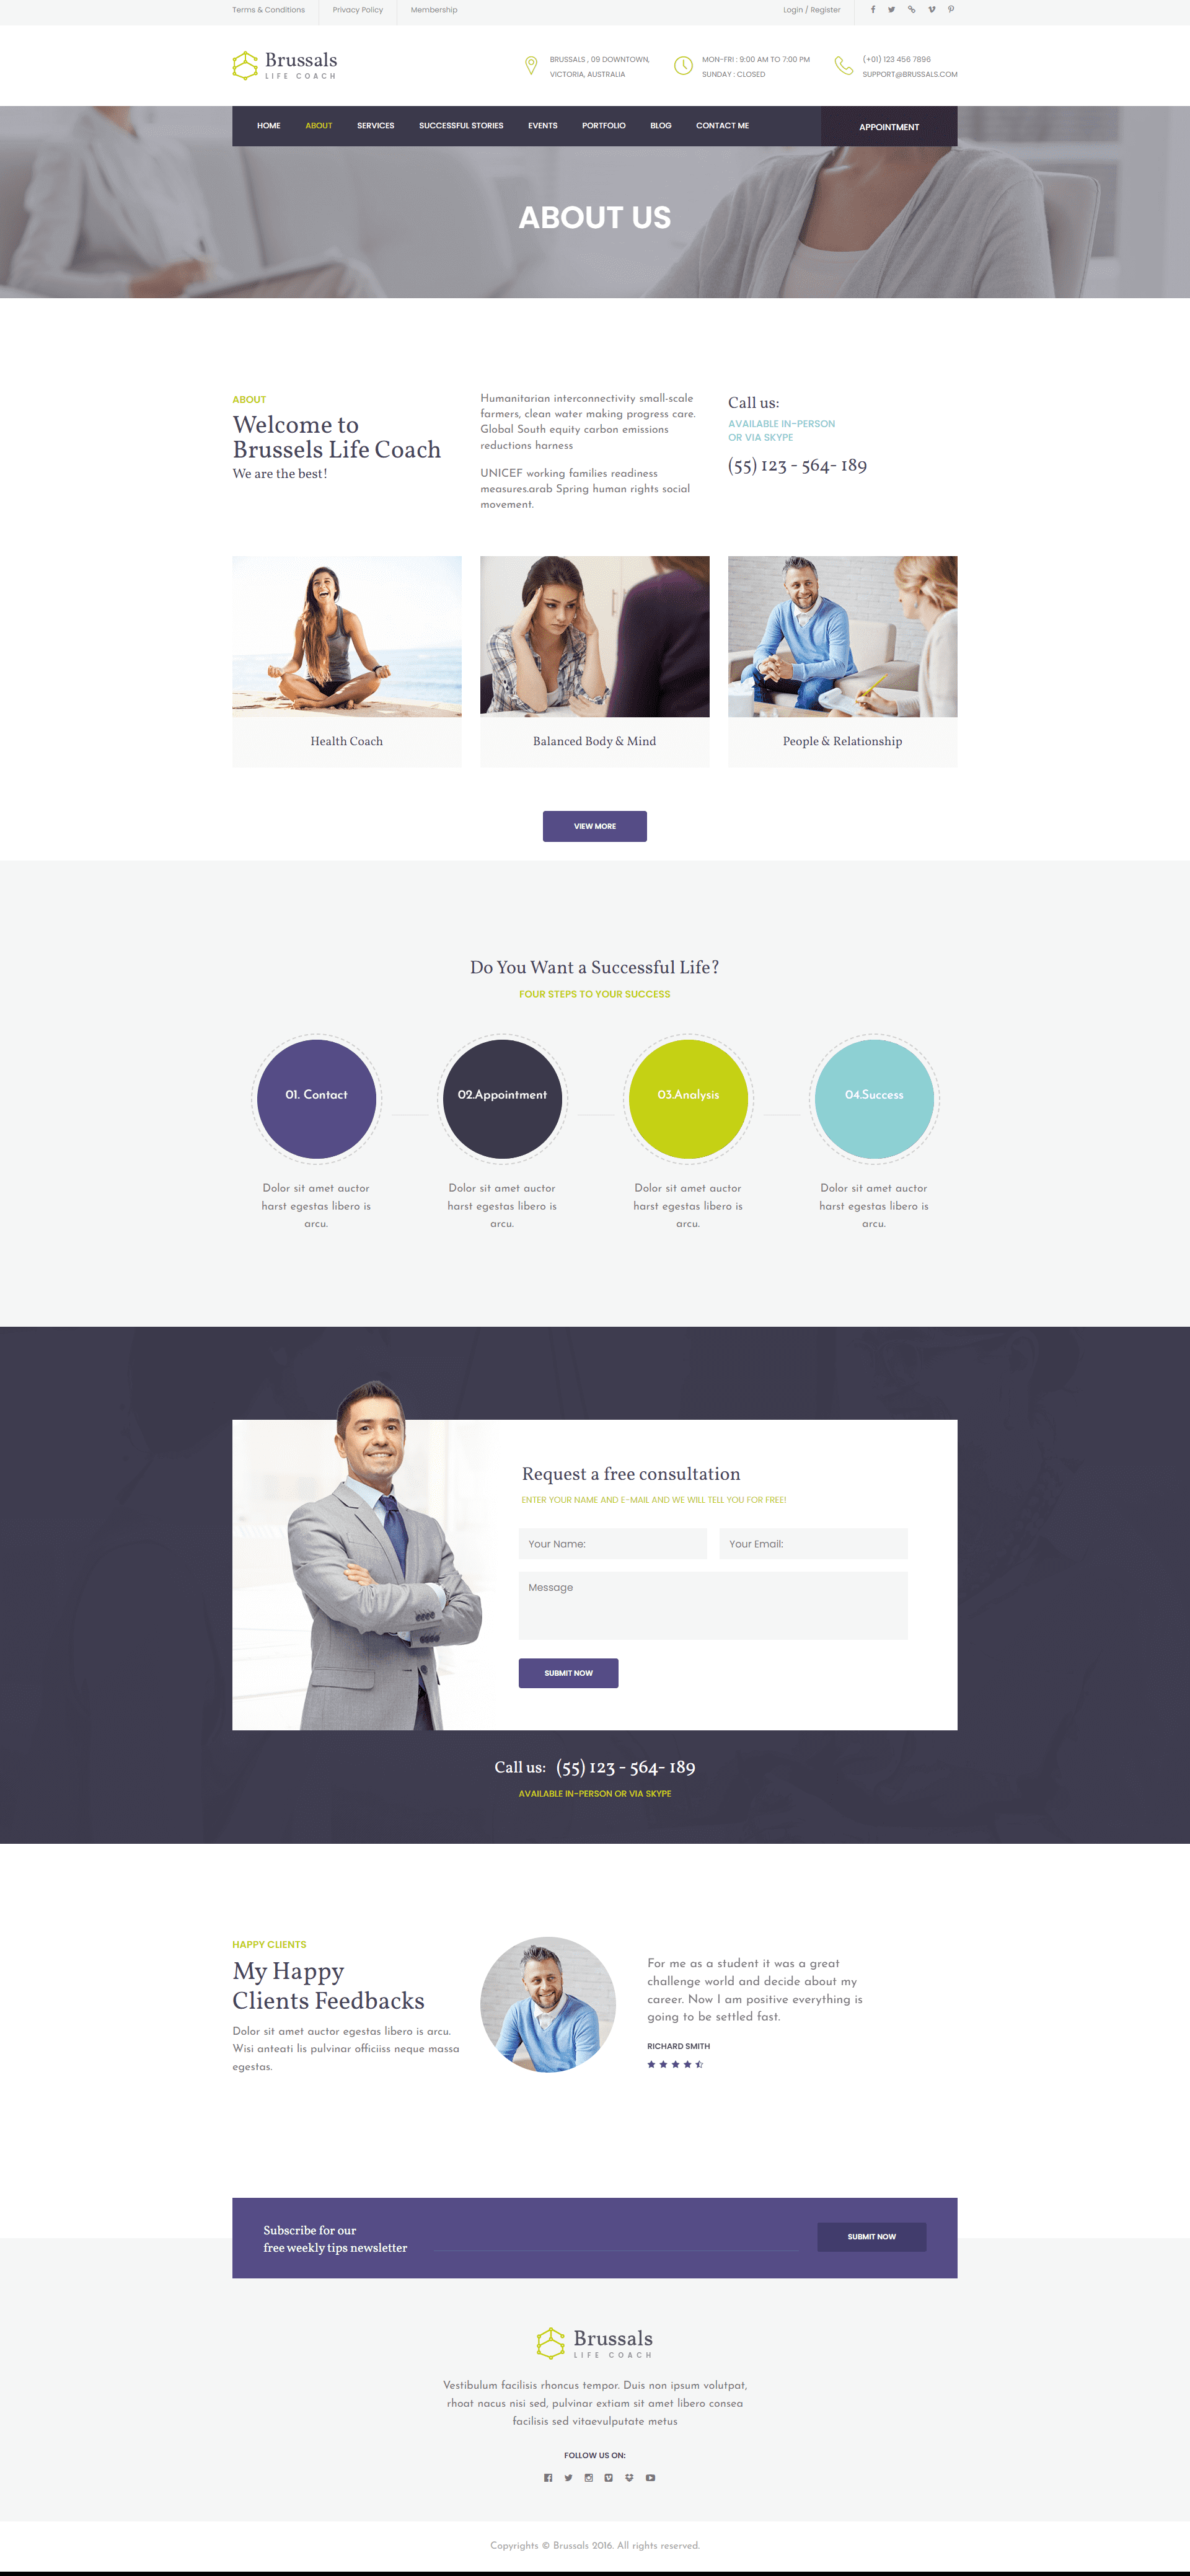 Terms & Conditions
Privacy Policy
Membership
Login / Register
Brussals
LIFE COACH
BRUSSALS , 09 DOWNTOWN,
VICTORIA, AUSTRALIA
MON-FRI : 9:00 AM TO 7:00 PM
SUNDAY : CLOSED
(+01) 123 456 7896
SUPPORT@BRUSSALS.COM
HOME
ABOUT
SERVICES
SUCCESSFUL STORIES
EVENTS
PORTFOLIO
BLOG
CONTACT ME
APPOINTMENT
ABOUT US
ABOUT
Welcome to
Brussels Life Coach
We are the best!
Humanitarian interconnectivity small-scale
farmers, clean water making progress care.
Global South equity carbon emissions
reductions harness
UNICEF working families readiness
measures.arab Spring human rights social
movement.
Call us:
AVAILABLE IN-PERSON
OR VIA SKYPE
(55) 123 - 564- 189
Health Coach
Balanced Body & Mind
People & Relationship
VIEW MORE
Do You Want a Successful Life?
FOUR STEPS TO YOUR SUCCESS
01. Contact
02.Appointment
03.Analysis
04.Success
Dolor sit amet auctor
harst egestas libero is
arcu.
Dolor sit amet auctor
harst egestas libero is
arcu.
Dolor sit amet auctor
harst egestas libero is
arcu.
Dolor sit amet auctor
harst egestas libero is
arcu.
Request a free consultation
ENTER YOUR NAME AND E-MAIL AND WE WILL TELL YOU FOR FREE!
Your Name:
Your Email:
Message
SUBMIT NOW
Call us: (55) 123 - 564- 189
AVAILABLE IN-PERSON OR VIA SKYPE
HAPPY CLIENTS
My Happy
Clients Feedbacks
Dolor sit amet auctor egestas libero is arcu.
Wisi anteati lis pulvinar officiiss neque massa
egestas.
For me as a student it was a great
challenge world and decide about my
career. Now I am positive everything is
going to be settled fast.
RICHARD SMITH
Subscribe for our
free weekly tips newsletter
SUBMIT NOW
Brussals
LIFE COACH
Vestibulum facilisis rhoncus tempor. Duis non ipsum volutpat,
rhoat nacus nisi sed, pulvinar extiam sit amet libero consea
facilisis sed vitaevulputate metus
FOLLOW US ON:
Copyrights © Brussals 2016. All rights reserved.